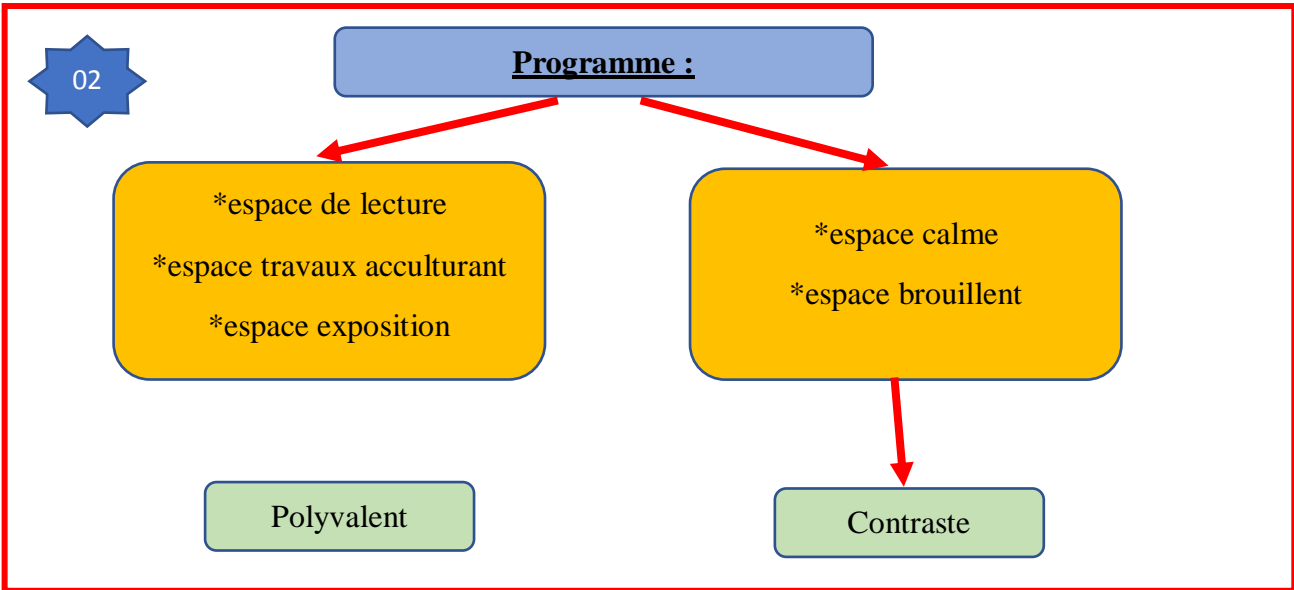 02
Programme :
*espace de lecture
*espace travaux acculturant
*espace exposition
*espace calme
*espace brouillent
Polyvalent
Contraste